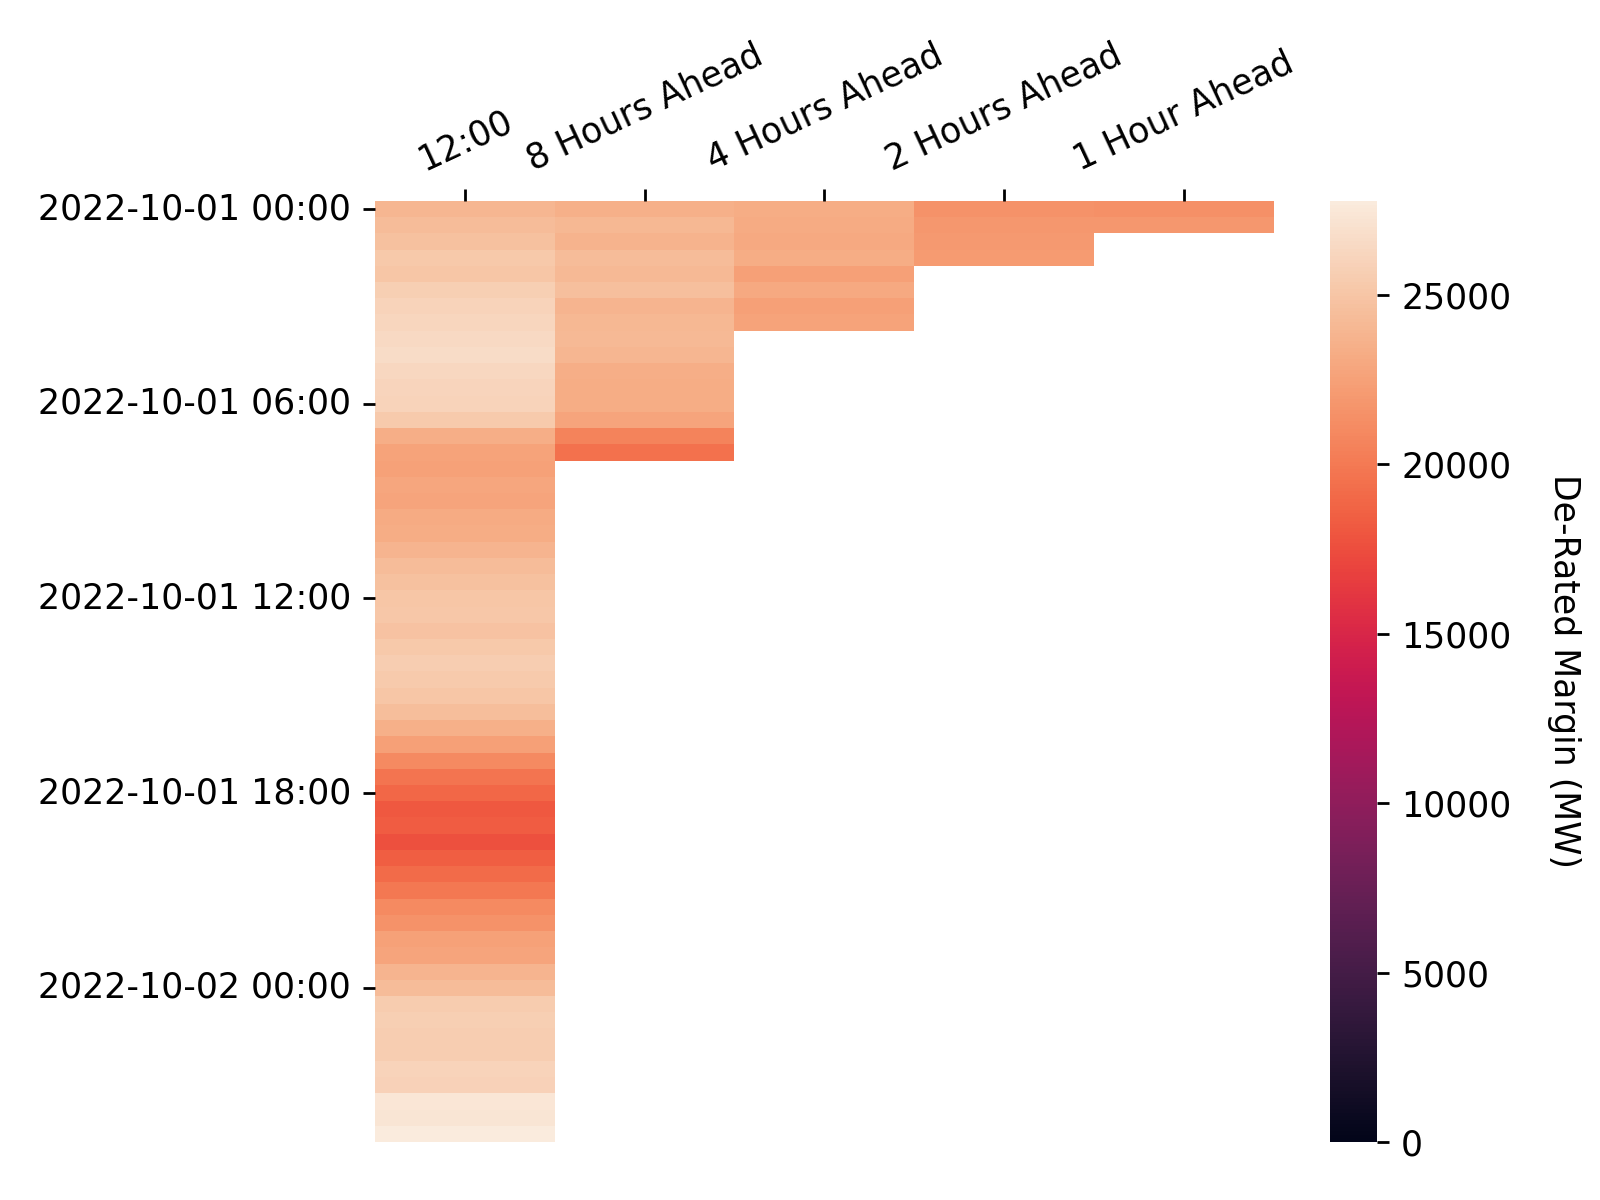 12:00
8 Hours Ahead
4 Hours Ahead
2 Hours Ahead
1 Hour Ahead
2022-10-01 00:00
2022-10-01 06:00
2022-10-01 12:00
2022-10-01 18:00
2022-10-02 00:00
25000
20000
15000
10000
5000
0
De-Rated Margin (MW)